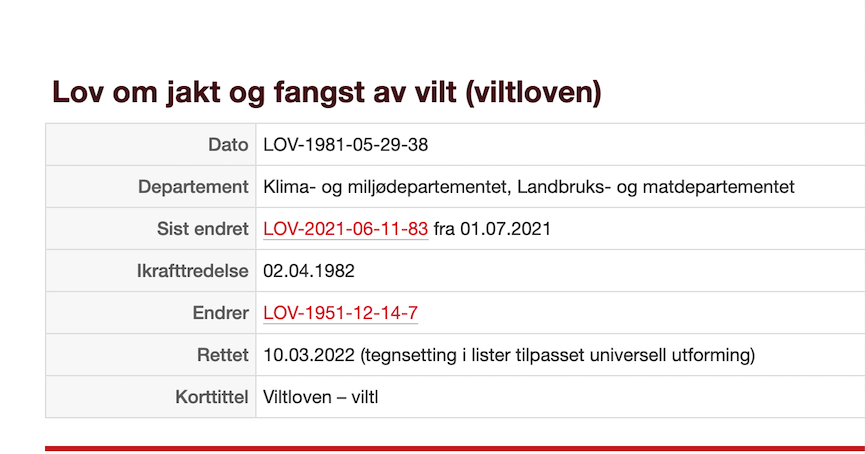 Lov om jakt og fangst av vilt (viltloven)
Dato LOV-1981-05-29-38
Departement Klima- og miljødepartementet, Landbruks- og matdepartementet
Sist endret LOV-2021-06-11-83 fra 01.07.2021
Ikrafttredelse 02.04.1982
Endrer LOV-1951-12-14-7
Rettet 10.03.2022 (tegnsetting i lister tilpasset universell utforming)
Korttittel Viltloven – viltl